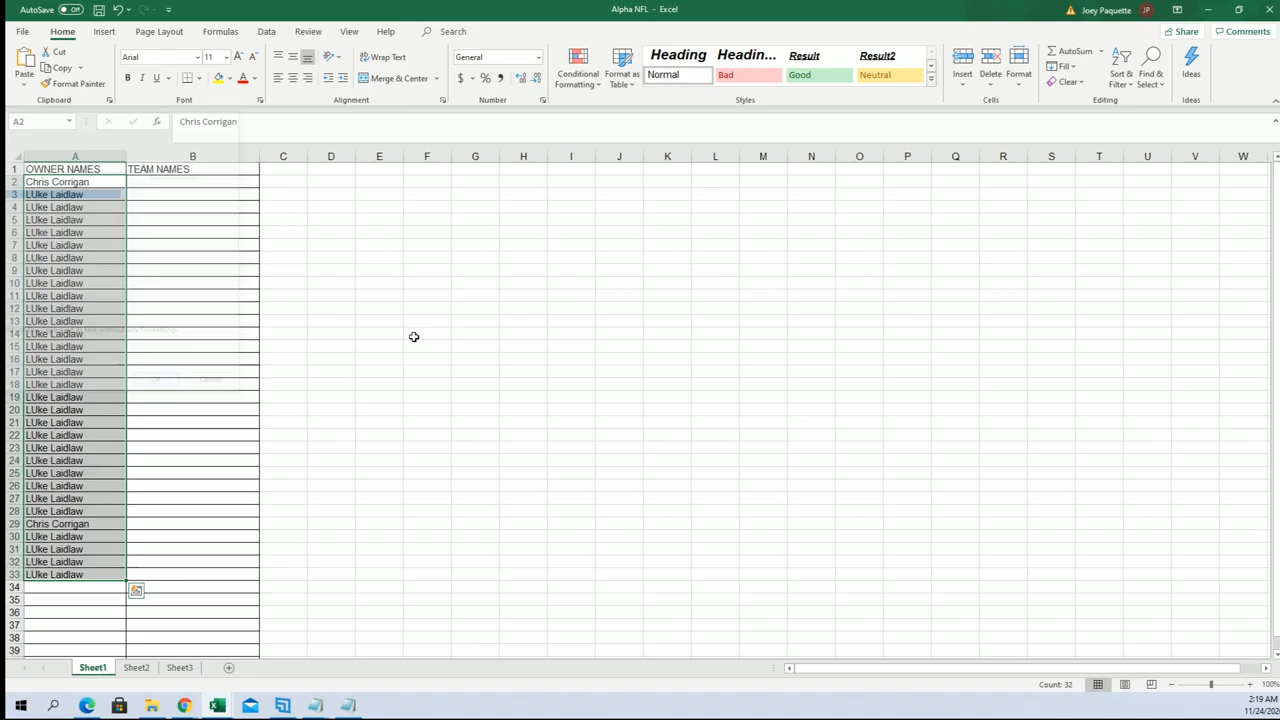 AutoSave Off
Alpha NFL - Excel
Joey Paquette JP
File Home Insert Page Layout Formulas Data Review View Help Search
Share Comments
Cut
Copy
Format Painter
Paste
Arial 11
B I U
Wrap Text
Merge & Center
General
$ % ,
Conditional Formatting
Format as Table
Heading Headin... Result Result2
Normal Bad Good Neutral
Insert Delete Format
AutoSum
Fill
Clear
Sort & Filter
Find & Select
Ideas
Clipboard Font Alignment Number Styles Cells Editing Ideas
A2 fx Chris Corrigan
A B C D E F G H I J K L M N O P Q R S T U V W
1 OWNER NAMES TEAM NAMES
2 Chris Corrigan
3 LUke Laidlaw
4 LUke Laidlaw
5 LUke Laidlaw
6 LUke Laidlaw
7 LUke Laidlaw
8 LUke Laidlaw
9 LUke Laidlaw
10 LUke Laidlaw
11 LUke Laidlaw
12 LUke Laidlaw
13 LUke Laidlaw
14 LUke Laidlaw
15 LUke Laidlaw
16 LUke Laidlaw
17 LUke Laidlaw
18 LUke Laidlaw
19 LUke Laidlaw
20 LUke Laidlaw
21 LUke Laidlaw
22 LUke Laidlaw
23 LUke Laidlaw
24 LUke Laidlaw
25 LUke Laidlaw
26 LUke Laidlaw
27 LUke Laidlaw
28 LUke Laidlaw
29 Chris Corrigan
30 LUke Laidlaw
31 LUke Laidlaw
32 LUke Laidlaw
33 LUke Laidlaw
34
35
36
37
38
39
Sheet1 Sheet2 Sheet3
Count: 32
100%
2:19 AM